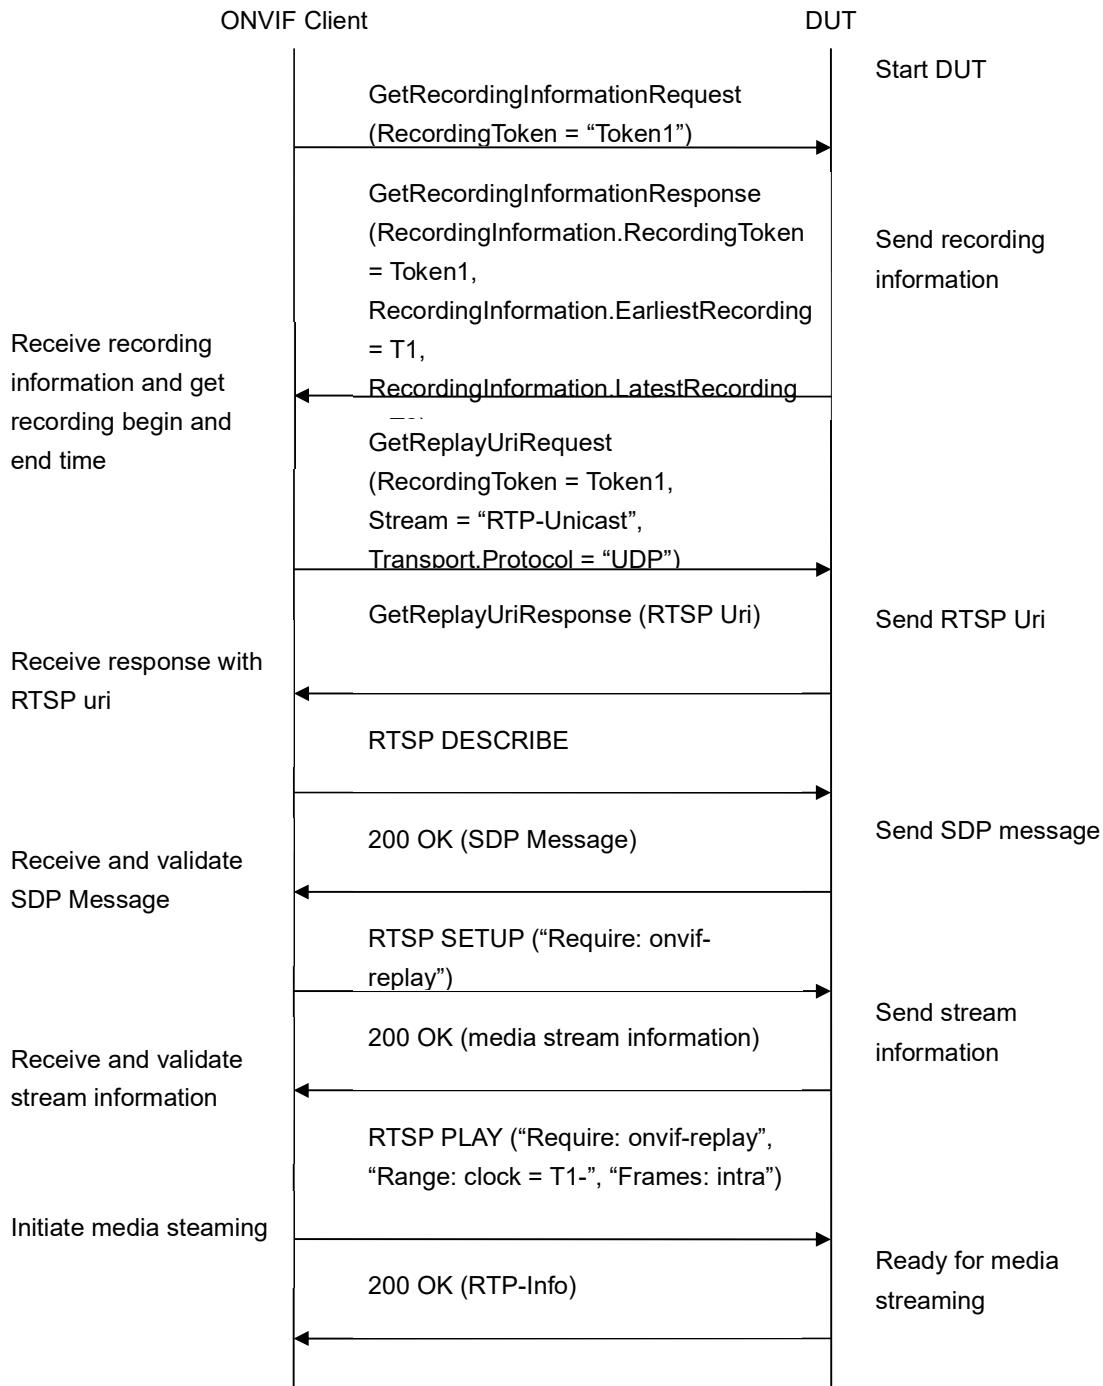 ONVIF Client
DUT
Start DUT
GetRecordingInformationRequest
(RecordingToken = “Token1”)
GetRecordingInformationResponse
(RecordingInformation.RecordingToken
= Token1,
RecordingInformation.EarliestRecording
= T1,
RecordingInformation.LatestRecording
Send recording
information
Receive recording
information and get
recording begin and
end time
GetReplayUriRequest
(RecordingToken = Token1,
Stream = “RTP-Unicast”,
Transport.Protocol = “UDP”)
GetReplayUriResponse (RTSP Uri)
Send RTSP Uri
Receive response with
RTSP uri
RTSP DESCRIBE
200 OK (SDP Message)
Send SDP message
Receive and validate
SDP Message
RTSP SETUP (“Require: onvif-
replay”)
200 OK (media stream information)
Send stream
information
Receive and validate
stream information
RTSP PLAY (“Require: onvif-replay”,
“Range: clock = T1-”, “Frames: intra”)
Initiate media steaming
200 OK (RTP-Info)
Ready for media
streaming